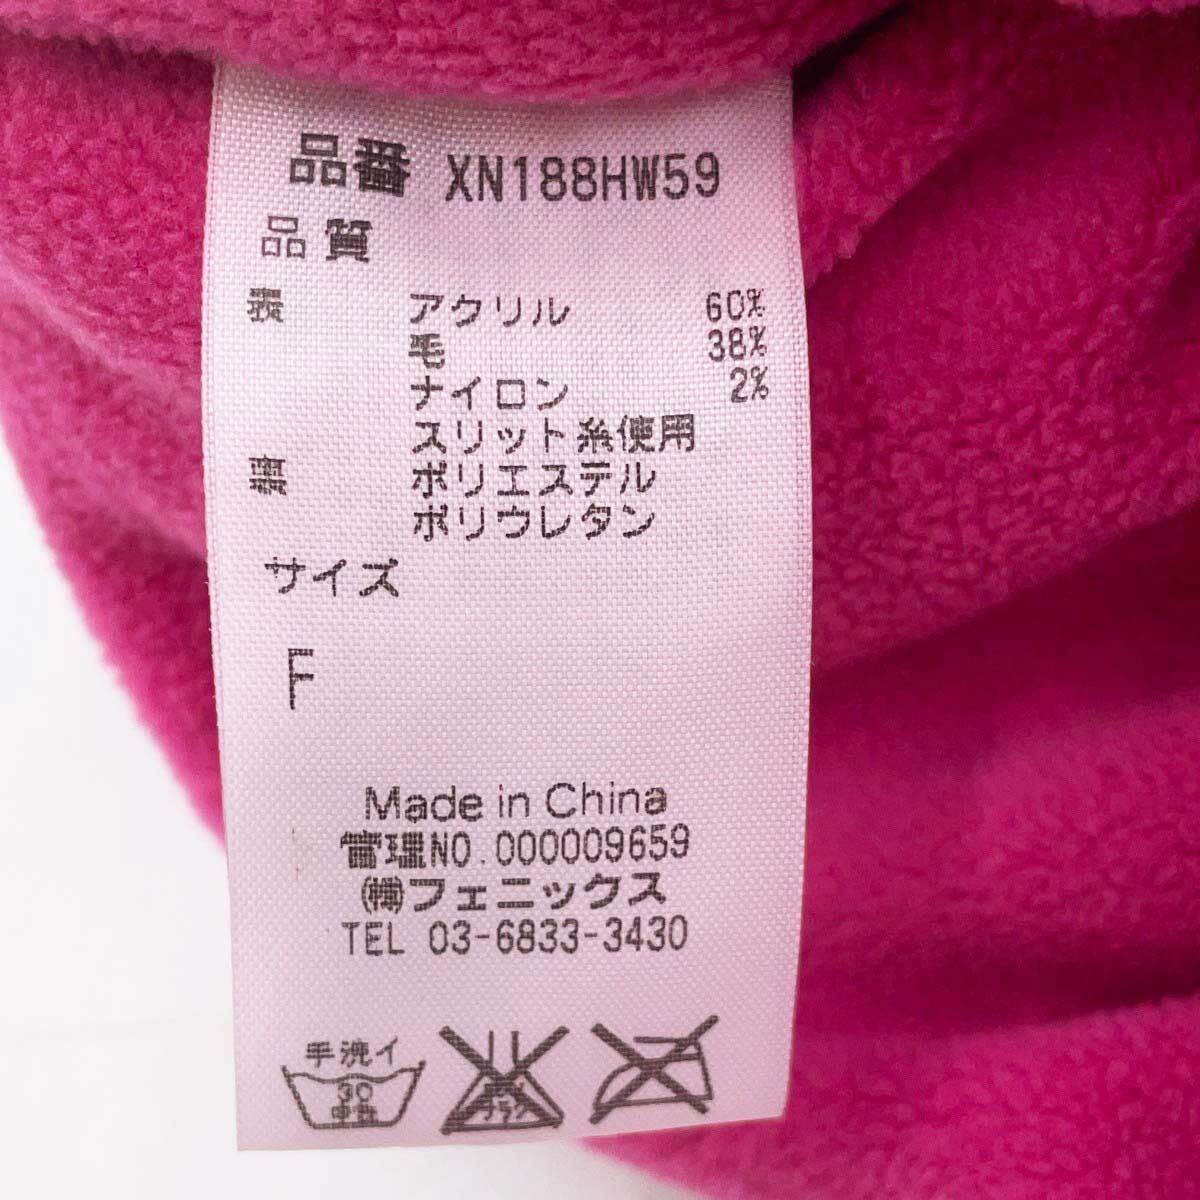 品番 XN188HW59
品質
表 アクリル 60%
毛 38%
ナイロン 2%
スリット糸使用
裏 ポリエステル
ポリウレタン
サイズ
F
Made in China
管理NO.000009659
㈱フェニックス
TEL 03-6833-3430
手洗イ
30
中性